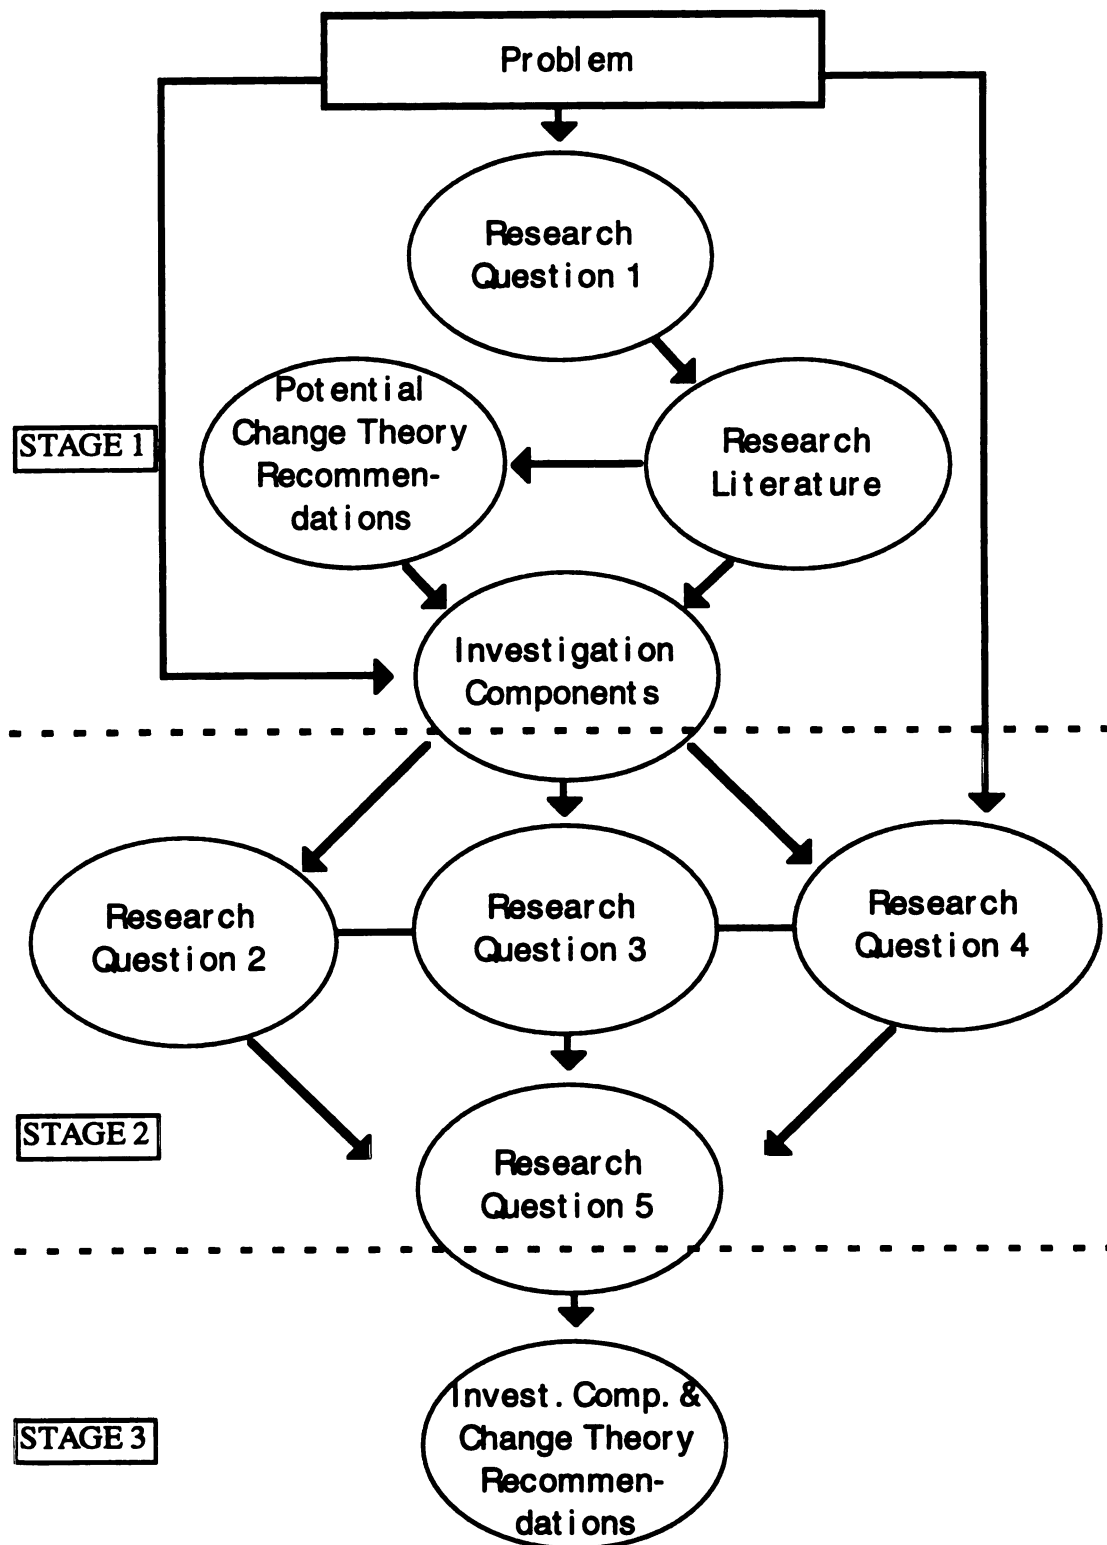 Problem
Research
Question 1
Potential
Change Theory
Recommen-
dations
STAGE 1
Research
Literature
Investigation
Components
Research
Question 2
Research
Question 3
Research
Question 4
STAGE 2
Research
Question 5
STAGE 3
Invest. Comp. &
Change Theory
Recommen-
dations